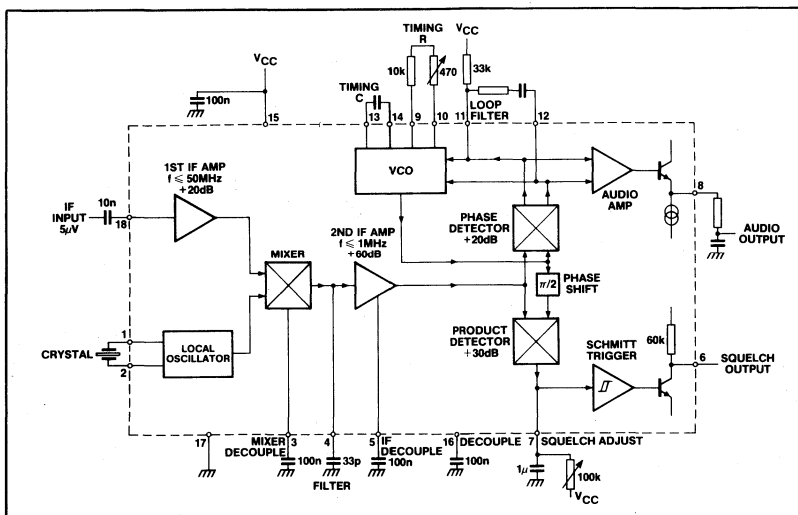 TIMING
R
VCC
VCC
10k
470
33k
TIMING
C
100n
LOOP
FILTER
15
13
14
9
10
11
12
1ST IF AMP
f ≤ 50MHz
+20dB
VCO
AUDIO
AMP
8
IF
INPUT
5μV
10n
18
2ND IF AMP
f ≤ 1MHz
+60dB
PHASE
DETECTOR
+20dB
AUDIO
OUTPUT
MIXER
π/2
PHASE
SHIFT
1
CRYSTAL
2
LOCAL
OSCILLATOR
PRODUCT
DETECTOR
+30dB
SCHMITT
TRIGGER
60k
6
SQUELCH
OUTPUT
17
MIXER
DECOUPLE
3
4
5
IF
DECOUPLE
16
DECOUPLE
7
SQUELCH ADJUST
100n
33p
100n
100n
1μ
100k
FILTER
VCC